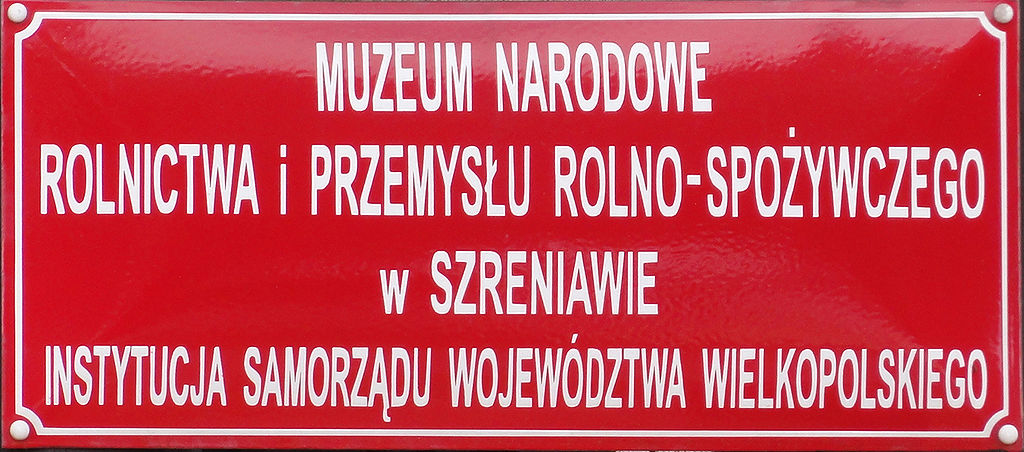 MUZEUM NARODOWE
ROLNICTWA i PRZEMYSŁU ROLNO-SPOŻYWCZEGO
w SZRENIAWIE
INSTYTUCJA SAMORZĄDU WOJEWÓDZTWA WIELKOPOLSKIEGO